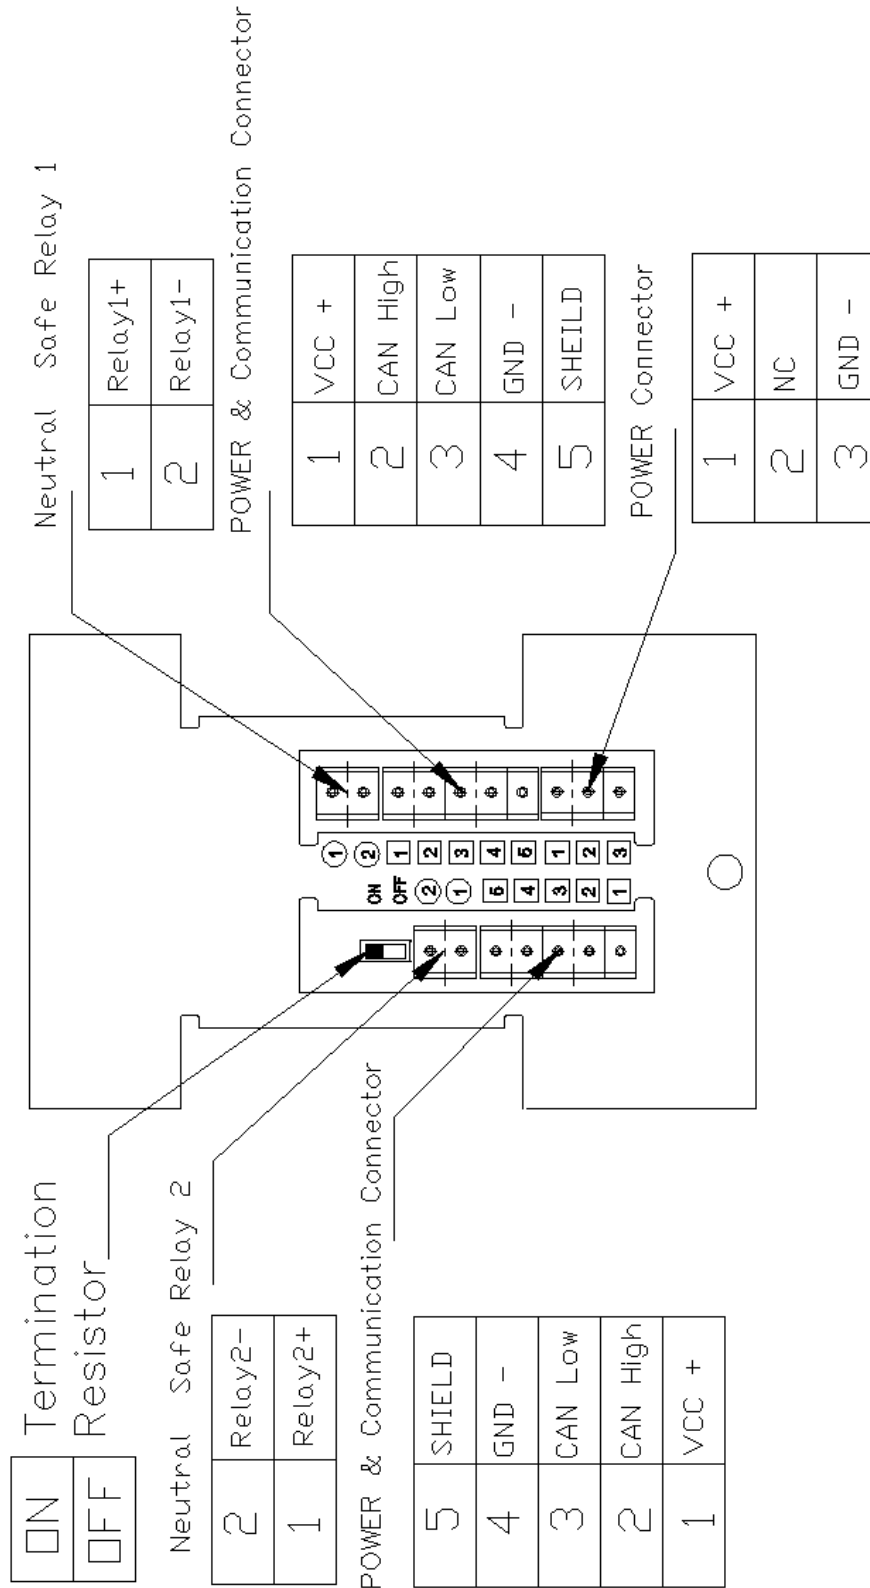 ON
OFF
Termination
Resistor
Neutral Safe Relay 2
2 Relay2-
1 Relay2+
POWER & Communication Connector
5 SHIELD
4 GND -
3 CAN Low
2 CAN High
1 VCC +
1
ON 2
OFF 1
2 2
1 3
5 4
4 5
3 1
2 2
1 3
Neutral Safe Relay 1
1 Relay1+
2 Relay1-
POWER & Communication Connector
1 VCC +
2 CAN High
3 CAN Low
4 GND -
5 SHEILD
POWER Connector
1 VCC +
2 NC
3 GND -